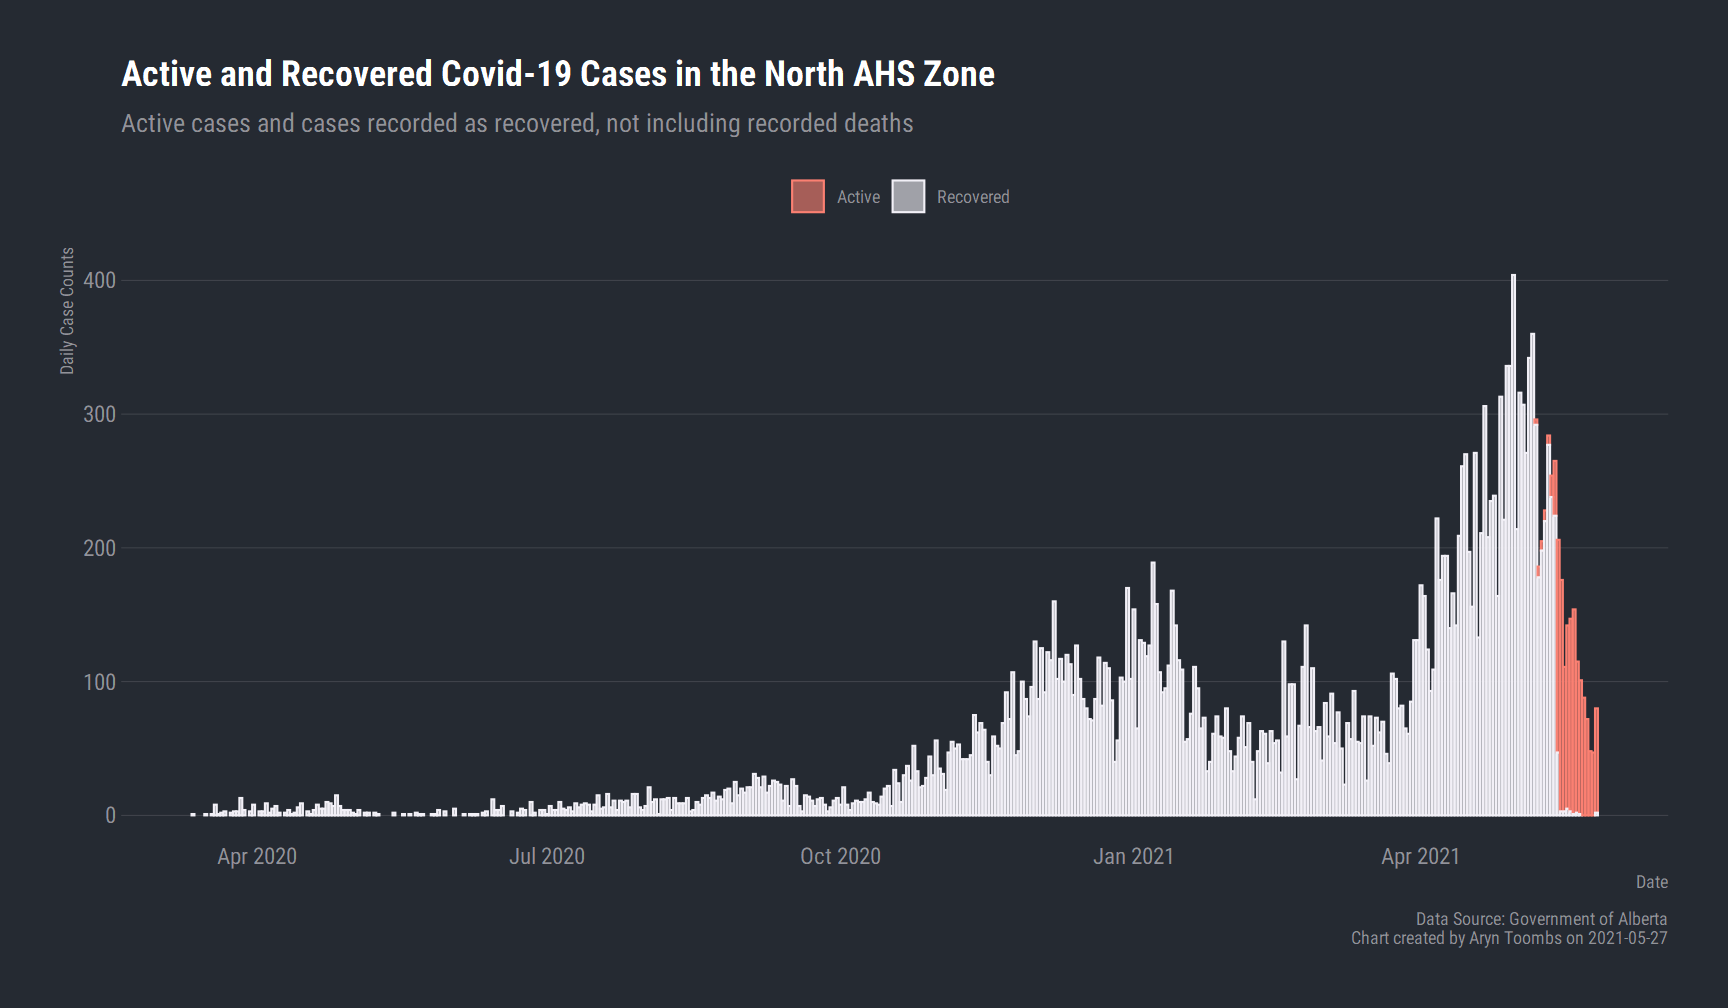 Active and Recovered Covid-19 Cases in the North AHS Zone
Active cases and cases recorded as recovered, not including recorded deaths
Active
Recovered
Daily Case Counts
400
300
200
100
0
Apr 2020
Jul 2020
Oct 2020
Jan 2021
Apr 2021
Date
Data Source: Government of Alberta
Chart created by Aryn Toombs on 2021-05-27